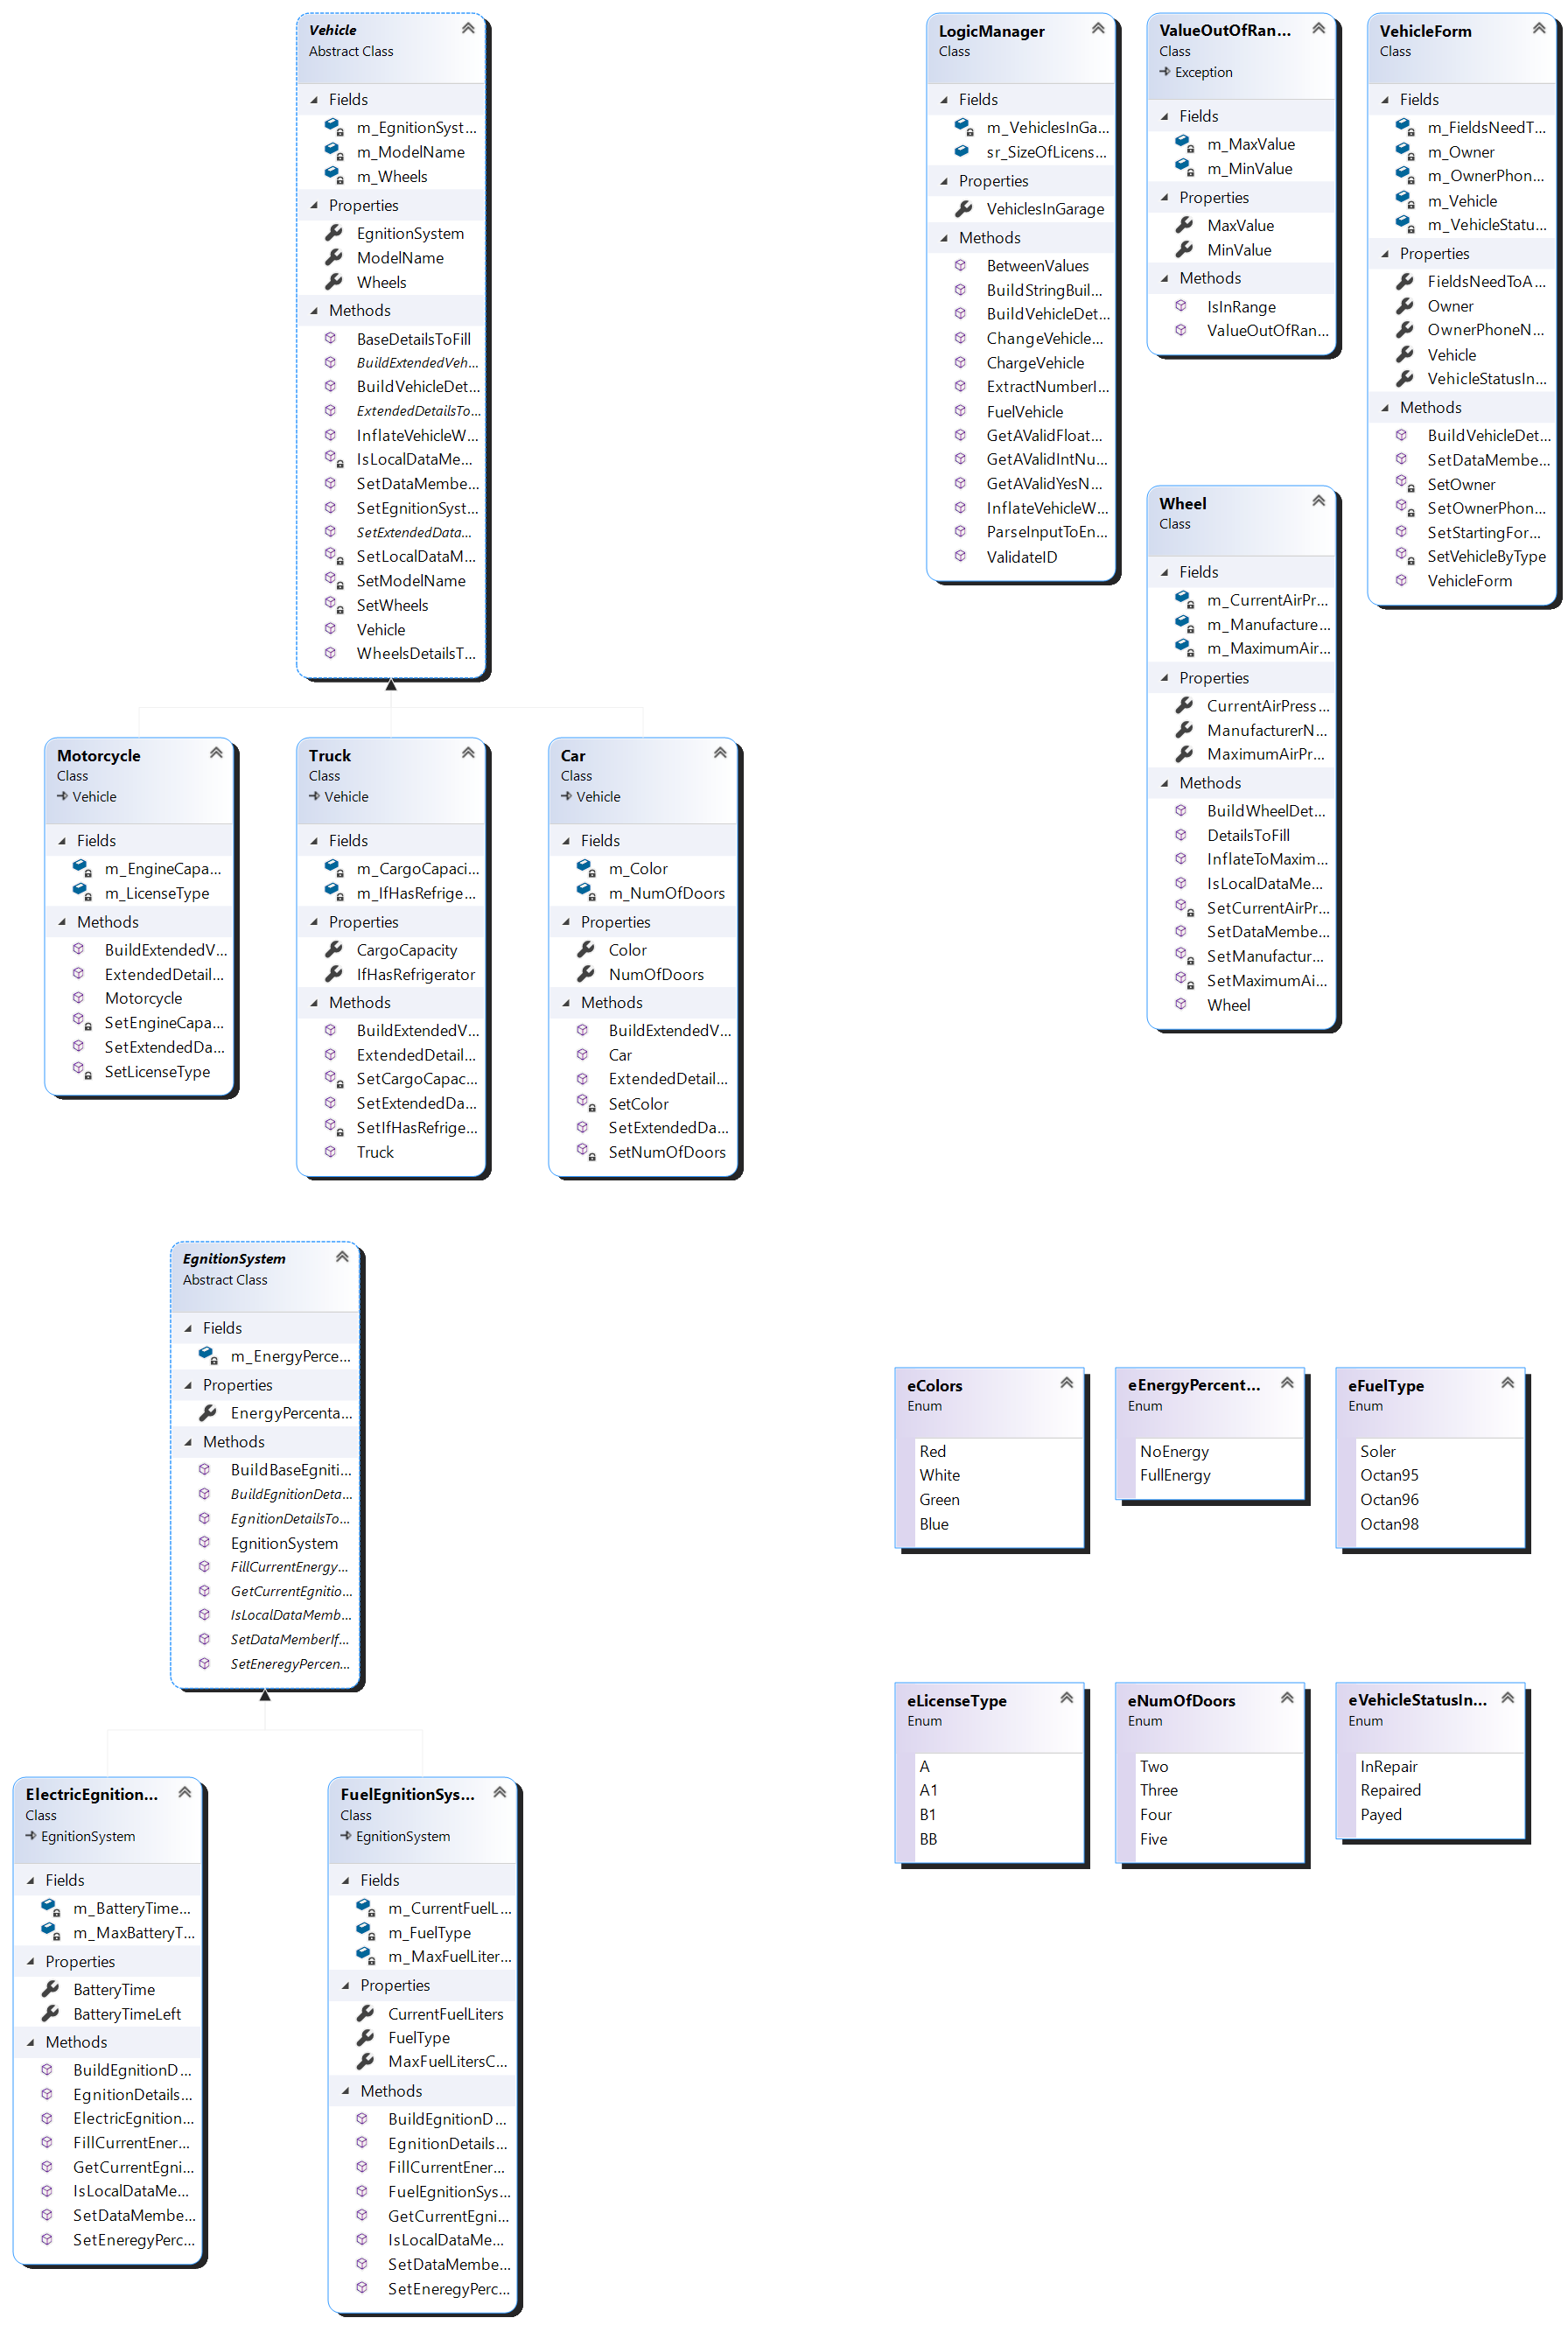 Vehicle
Abstract Class
Fields
m_EgnitionSyst...
m_ModelName
m_Wheels
Properties
EgnitionSystem
ModelName
Wheels
Methods
BaseDetailsToFill
BuildExtendedVeh...
BuildVehicleDet...
ExtendedDetailsTo...
InflateVehicleW...
IsLocalDataMe...
SetDataMembe...
SetEgnitionSyst...
SetExtendedData...
SetLocalDataM...
SetModelName
SetWheels
Vehicle
WheelsDetailsT...
LogicManager
Class
Fields
m_VehiclesInGa...
sr_SizeOfLicens...
Properties
VehiclesInGarage
Methods
BetweenValues
BuildStringBuil...
BuildVehicleDet...
ChangeVehicle...
ChargeVehicle
ExtractNumberI...
FuelVehicle
GetAValidFloat...
GetAValidIntNu...
GetAValidYesN...
InflateVehicleW...
ParseInputToEn...
ValidateID
ValueOutOfRan...
Class
Exception
Fields
m_MaxValue
m_MinValue
Properties
MaxValue
MinValue
Methods
IsInRange
ValueOutOfRan...
VehicleForm
Class
Fields
m_FieldsNeedT...
m_Owner
m_OwnerPhon...
m_Vehicle
m_VehicleStatu...
Properties
FieldsNeedToA...
Owner
OwnerPhoneN...
Vehicle
VehicleStatusIn...
Methods
BuildVehicleDet...
SetDataMembe...
SetOwner
SetOwnerPhon...
SetStartingFor...
SetVehicleByType
VehicleForm
Wheel
Class
Fields
m_CurrentAirPr...
m_Manufacture...
m_MaximumAir...
Properties
CurrentAirPress...
ManufacturerN...
MaximumAirPr...
Methods
BuildWheelDet...
DetailsToFill
InflateToMaxim...
IsLocalDataMe...
SetCurrentAirPr...
SetDataMembe...
SetManufactur...
SetMaximumAi...
Wheel
Motorcycle
Class
Vehicle
Fields
m_EngineCapa...
m_LicenseType
Methods
BuildExtendedV...
ExtendedDetail...
Motorcycle
SetEngineCapa...
SetExtendedDa...
SetLicenseType
Truck
Class
Vehicle
Fields
m_CargoCapaci...
m_IfHasRefrige...
Properties
CargoCapacity
IfHasRefrigerator
Methods
BuildExtendedV...
ExtendedDetail...
SetCargoCapac...
SetExtendedDa...
SetIfHasRefrige...
Truck
Car
Class
Vehicle
Fields
m_Color
m_NumOfDoors
Properties
Color
NumOfDoors
Methods
BuildExtendedV...
Car
ExtendedDetail...
SetColor
SetExtendedDa...
SetNumOfDoors
EgnitionSystem
Abstract Class
Fields
m_EnergyPerce...
Properties
EnergyPercenta...
Methods
BuildBaseEgniti...
BuildEgnitionDeta...
EgnitionDetailsTo...
EgnitionSystem
FillCurrentEnergy...
GetCurrentEgnitio...
IsLocalDataMemb...
SetDataMemberIf...
SetEneregyPercen...
eColors
Enum
Red
White
Green
Blue
eEnergyPercent...
Enum
NoEnergy
FullEnergy
eFuelType
Enum
Soler
Octan95
Octan96
Octan98
eLicenseType
Enum
A
A1
B1
BB
eNumOfDoors
Enum
Two
Three
Four
Five
eVehicleStatusIn...
Enum
InRepair
Repaired
Payed
ElectricEgnition...
Class
EgnitionSystem
Fields
m_BatteryTime...
m_MaxBatteryT...
Properties
BatteryTime
BatteryTimeLeft
Methods
BuildEgnitionD...
EgnitionDetails...
ElectricEgnition...
FillCurrentEner...
GetCurrentEgni...
IsLocalDataMe...
SetDataMembe...
SetEneregyPerc...
FuelEgnitionSys...
Class
EgnitionSystem
Fields
m_CurrentFuelL...
m_FuelType
m_MaxFuelLiter...
Properties
CurrentFuelLiters
FuelType
MaxFuelLitersC...
Methods
BuildEgnitionD...
EgnitionDetails...
FillCurrentEner...
FuelEgnitionSys...
GetCurrentEgni...
IsLocalDataMe...
SetDataMembe...
SetEneregyPerc...